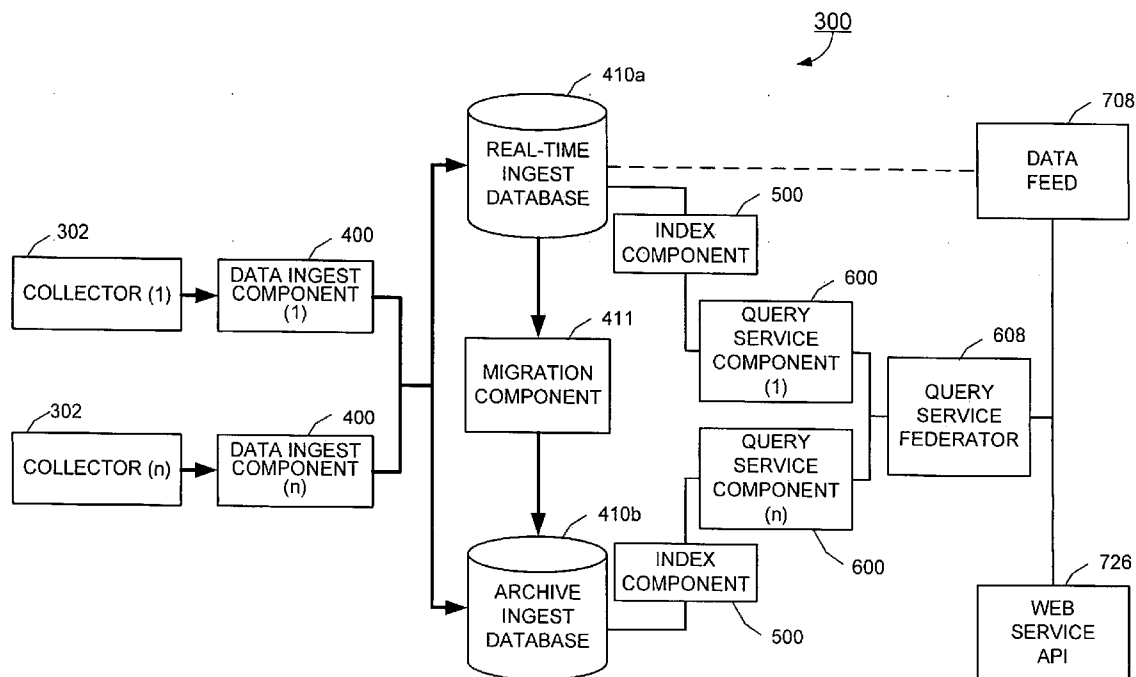 300
410a
REAL-TIME
INGEST
DATABASE
708
DATA
FEED
500
INDEX
COMPONENT
302
COLLECTOR (1)
400
DATA INGEST
COMPONENT
(1)
600
QUERY
SERVICE
COMPONENT
(1)
411
MIGRATION
COMPONENT
608
QUERY
SERVICE
FEDERATOR
302
COLLECTOR (n)
400
DATA INGEST
COMPONENT
(n)
QUERY
SERVICE
COMPONENT
(n)
600
410b
ARCHIVE
INGEST
DATABASE
INDEX
COMPONENT
500
726
WEB
SERVICE
API